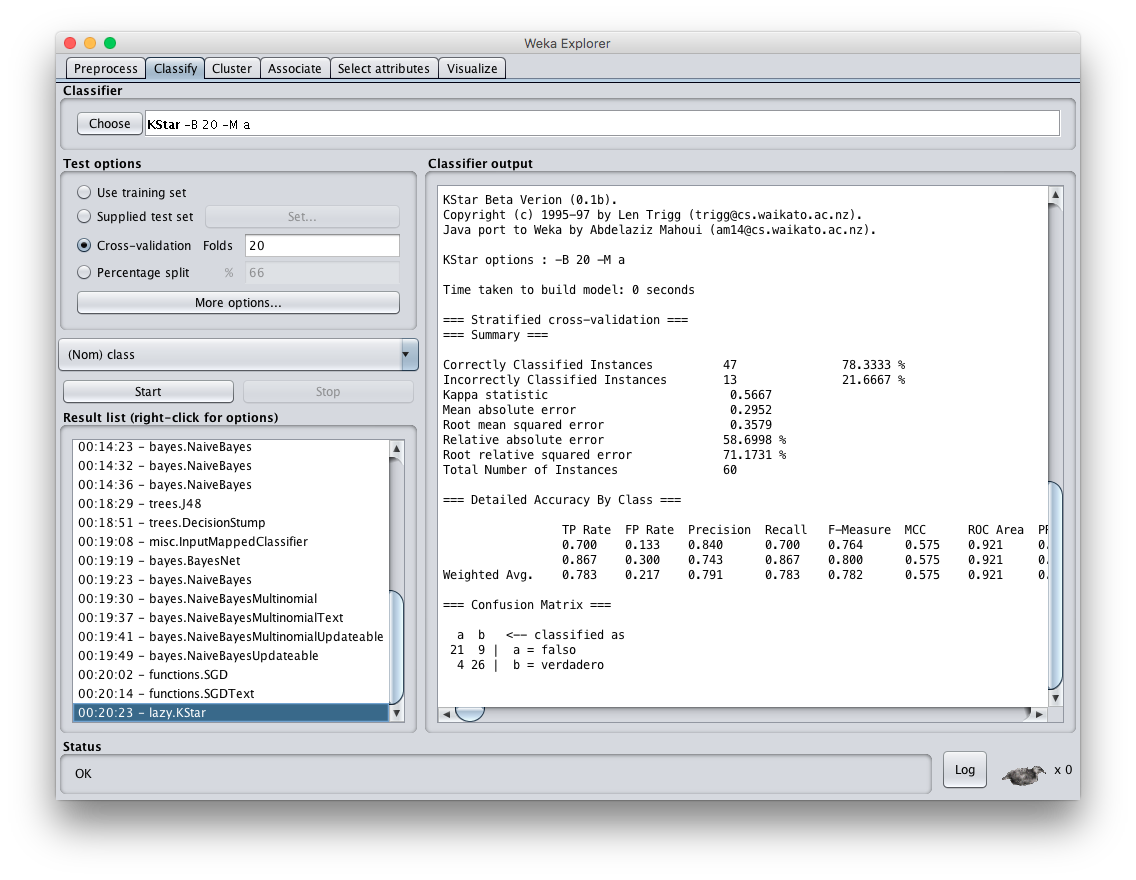 Weka Explorer
Preprocess Classify Cluster Associate Select attributes Visualize
Classifier
Choose KStar -B 20 -M a
Test options
Use training set
Supplied test set Set...
Cross-validation Folds 20
Percentage split % 66
More options...
(Nom) class
Start Stop
Result list (right-click for options)
00:14:23 - bayes.NaiveBayes
00:14:32 - bayes.NaiveBayes
00:14:36 - bayes.NaiveBayes
00:18:29 - trees.J48
00:18:51 - trees.DecisionStump
00:19:08 - misc.InputMappedClassifier
00:19:19 - bayes.BayesNet
00:19:23 - bayes.NaiveBayes
00:19:30 - bayes.NaiveBayesMultinomial
00:19:37 - bayes.NaiveBayesMultinomialText
00:19:41 - bayes.NaiveBayesMultinomialUpdateable
00:19:49 - bayes.NaiveBayesUpdateable
00:20:02 - functions.SGD
00:20:14 - functions.SGDText
00:20:23 - lazy.KStar
Classifier output
KStar Beta Verion (0.1b).
Copyright (c) 1995-97 by Len Trigg (trigg@cs.waikato.ac.nz).
Java port to Weka by Abdelaziz Mahoui (am14@cs.waikato.ac.nz).
KStar options : -B 20 -M a
Time taken to build model: 0 seconds
=== Stratified cross-validation ===
=== Summary ===
Correctly Classified Instances 47 78.3333 %
Incorrectly Classified Instances 13 21.6667 %
Kappa statistic 0.5667
Mean absolute error 0.2952
Root mean squared error 0.3579
Relative absolute error 58.6998 %
Root relative squared error 71.1731 %
Total Number of Instances 60
=== Detailed Accuracy By Class ===
TP Rate FP Rate Precision Recall F-Measure MCC ROC Area
0.700 0.133 0.840 0.700 0.764 0.575 0.921 0.
0.867 0.300 0.743 0.867 0.800 0.575 0.921 0.
Weighted Avg. 0.783 0.217 0.791 0.783 0.782 0.575 0.921 0.
=== Confusion Matrix ===
a b <-- classified as
21 9 | a = falso
4 26 | b = verdadero
Status
OK
Log x 0